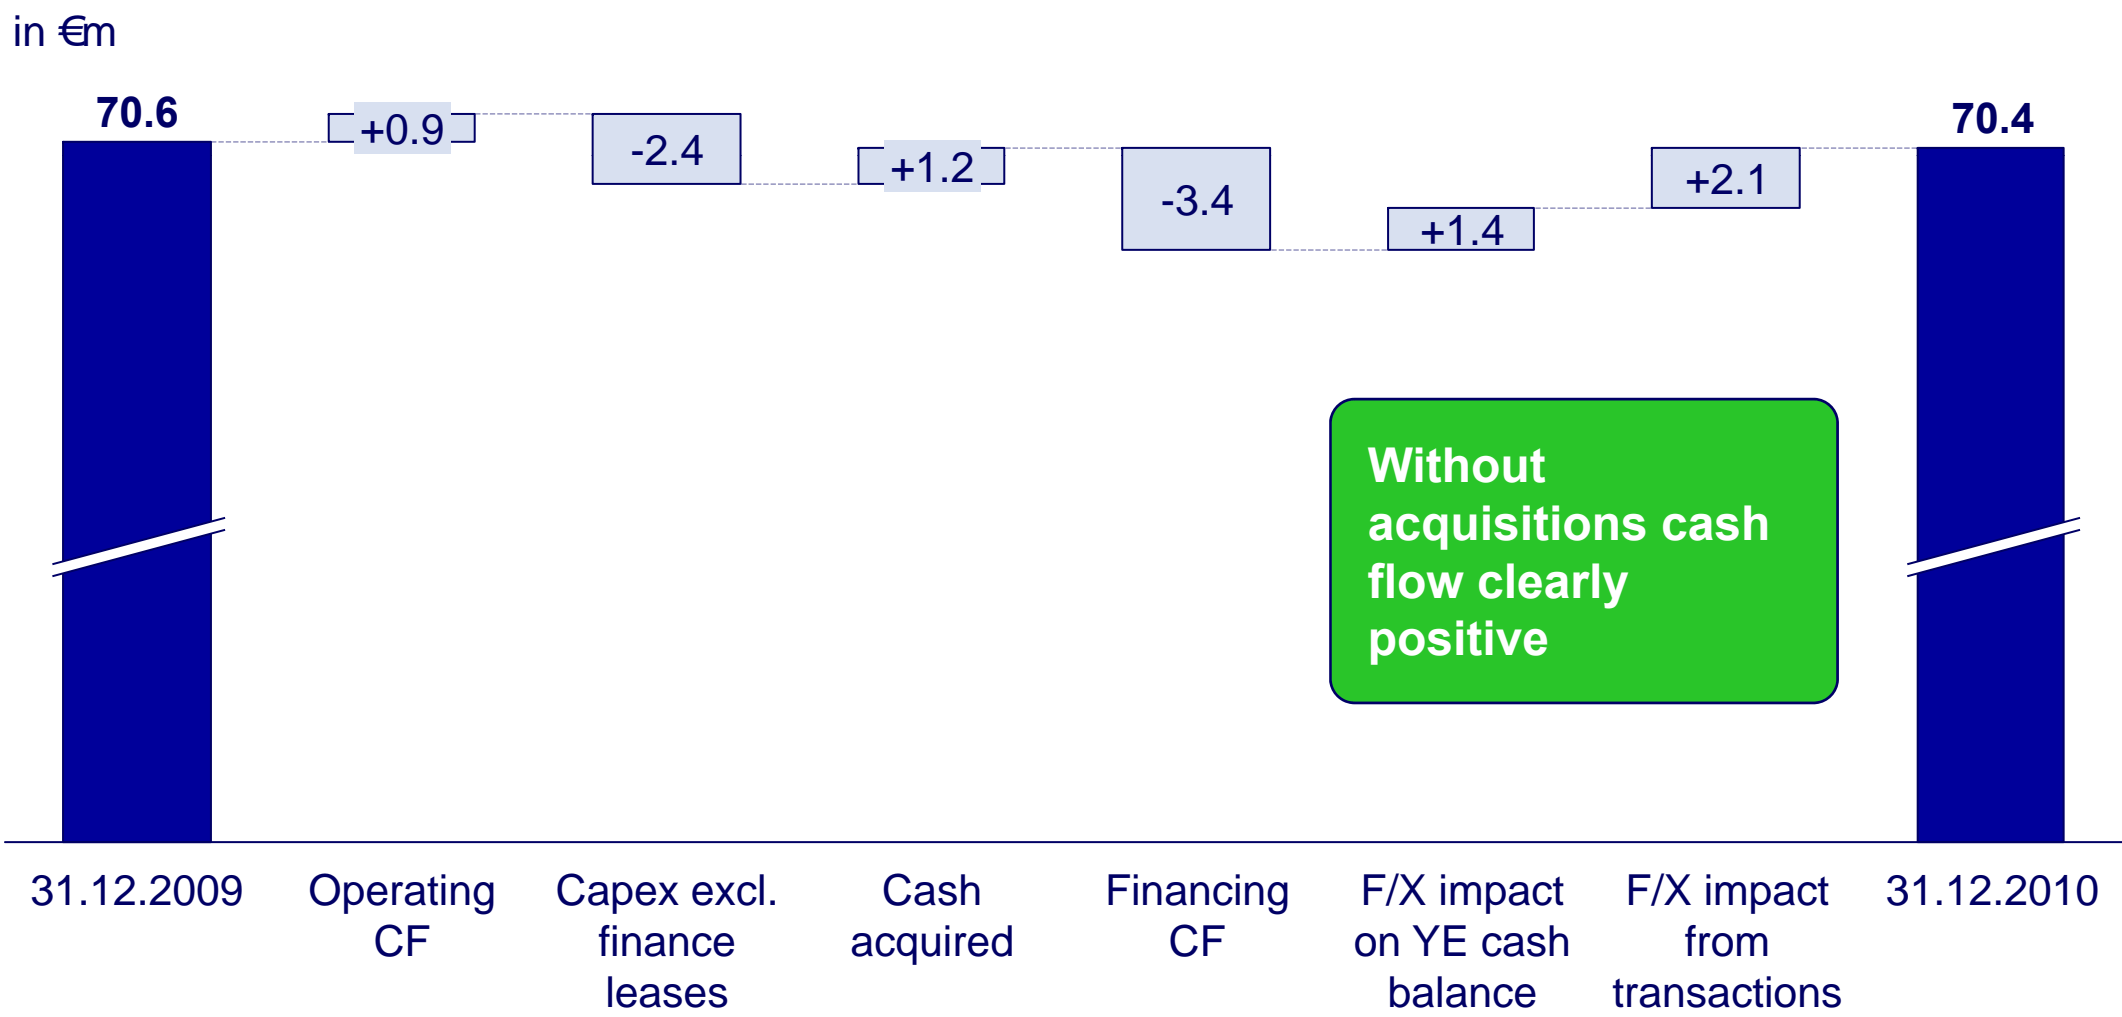 in €m
70.6
+0.9
-2.4
+1.2
-3.4
+1.4
+2.1
70.4
Without
acquisitions cash
flow clearly
positive
31.12.2009
Operating
CF
Capex excl.
finance
leases
Cash
acquired
Financing
CF
F/X impact
on YE cash
balance
F/X impact
from
transactions
31.12.2010